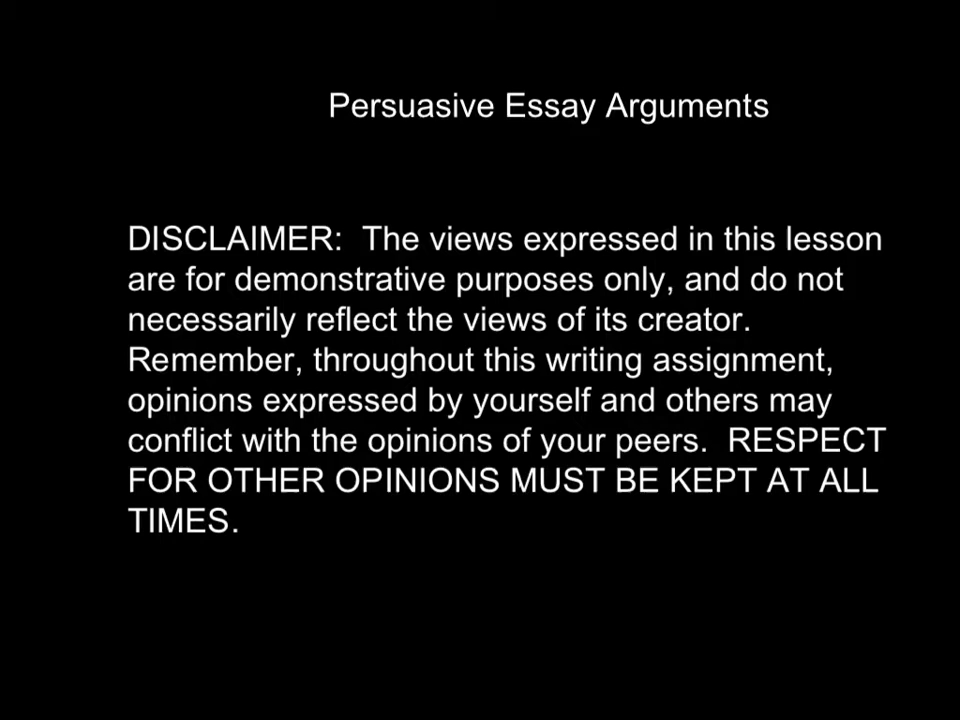 Persuasive Essay Arguments
DISCLAIMER:  The views expressed in this lesson
are for demonstrative purposes only, and do not
necessarily reflect the views of its creator.
Remember, throughout this writing assignment,
opinions expressed by yourself and others may
conflict with the opinions of your peers.  RESPECT
FOR OTHER OPINIONS MUST BE KEPT AT ALL
TIMES.